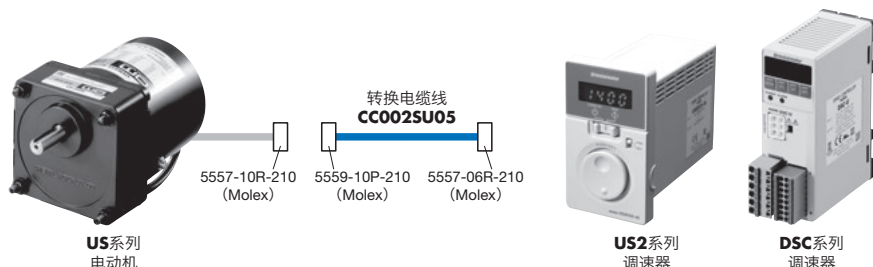 转换电缆线
CC002SU05
5557-10R-210
（Molex）
5559-10P-210
（Molex）
5557-06R-210
（Molex）
1400
US系列
电动机
US2系列
调速器
DSC系列
调速器